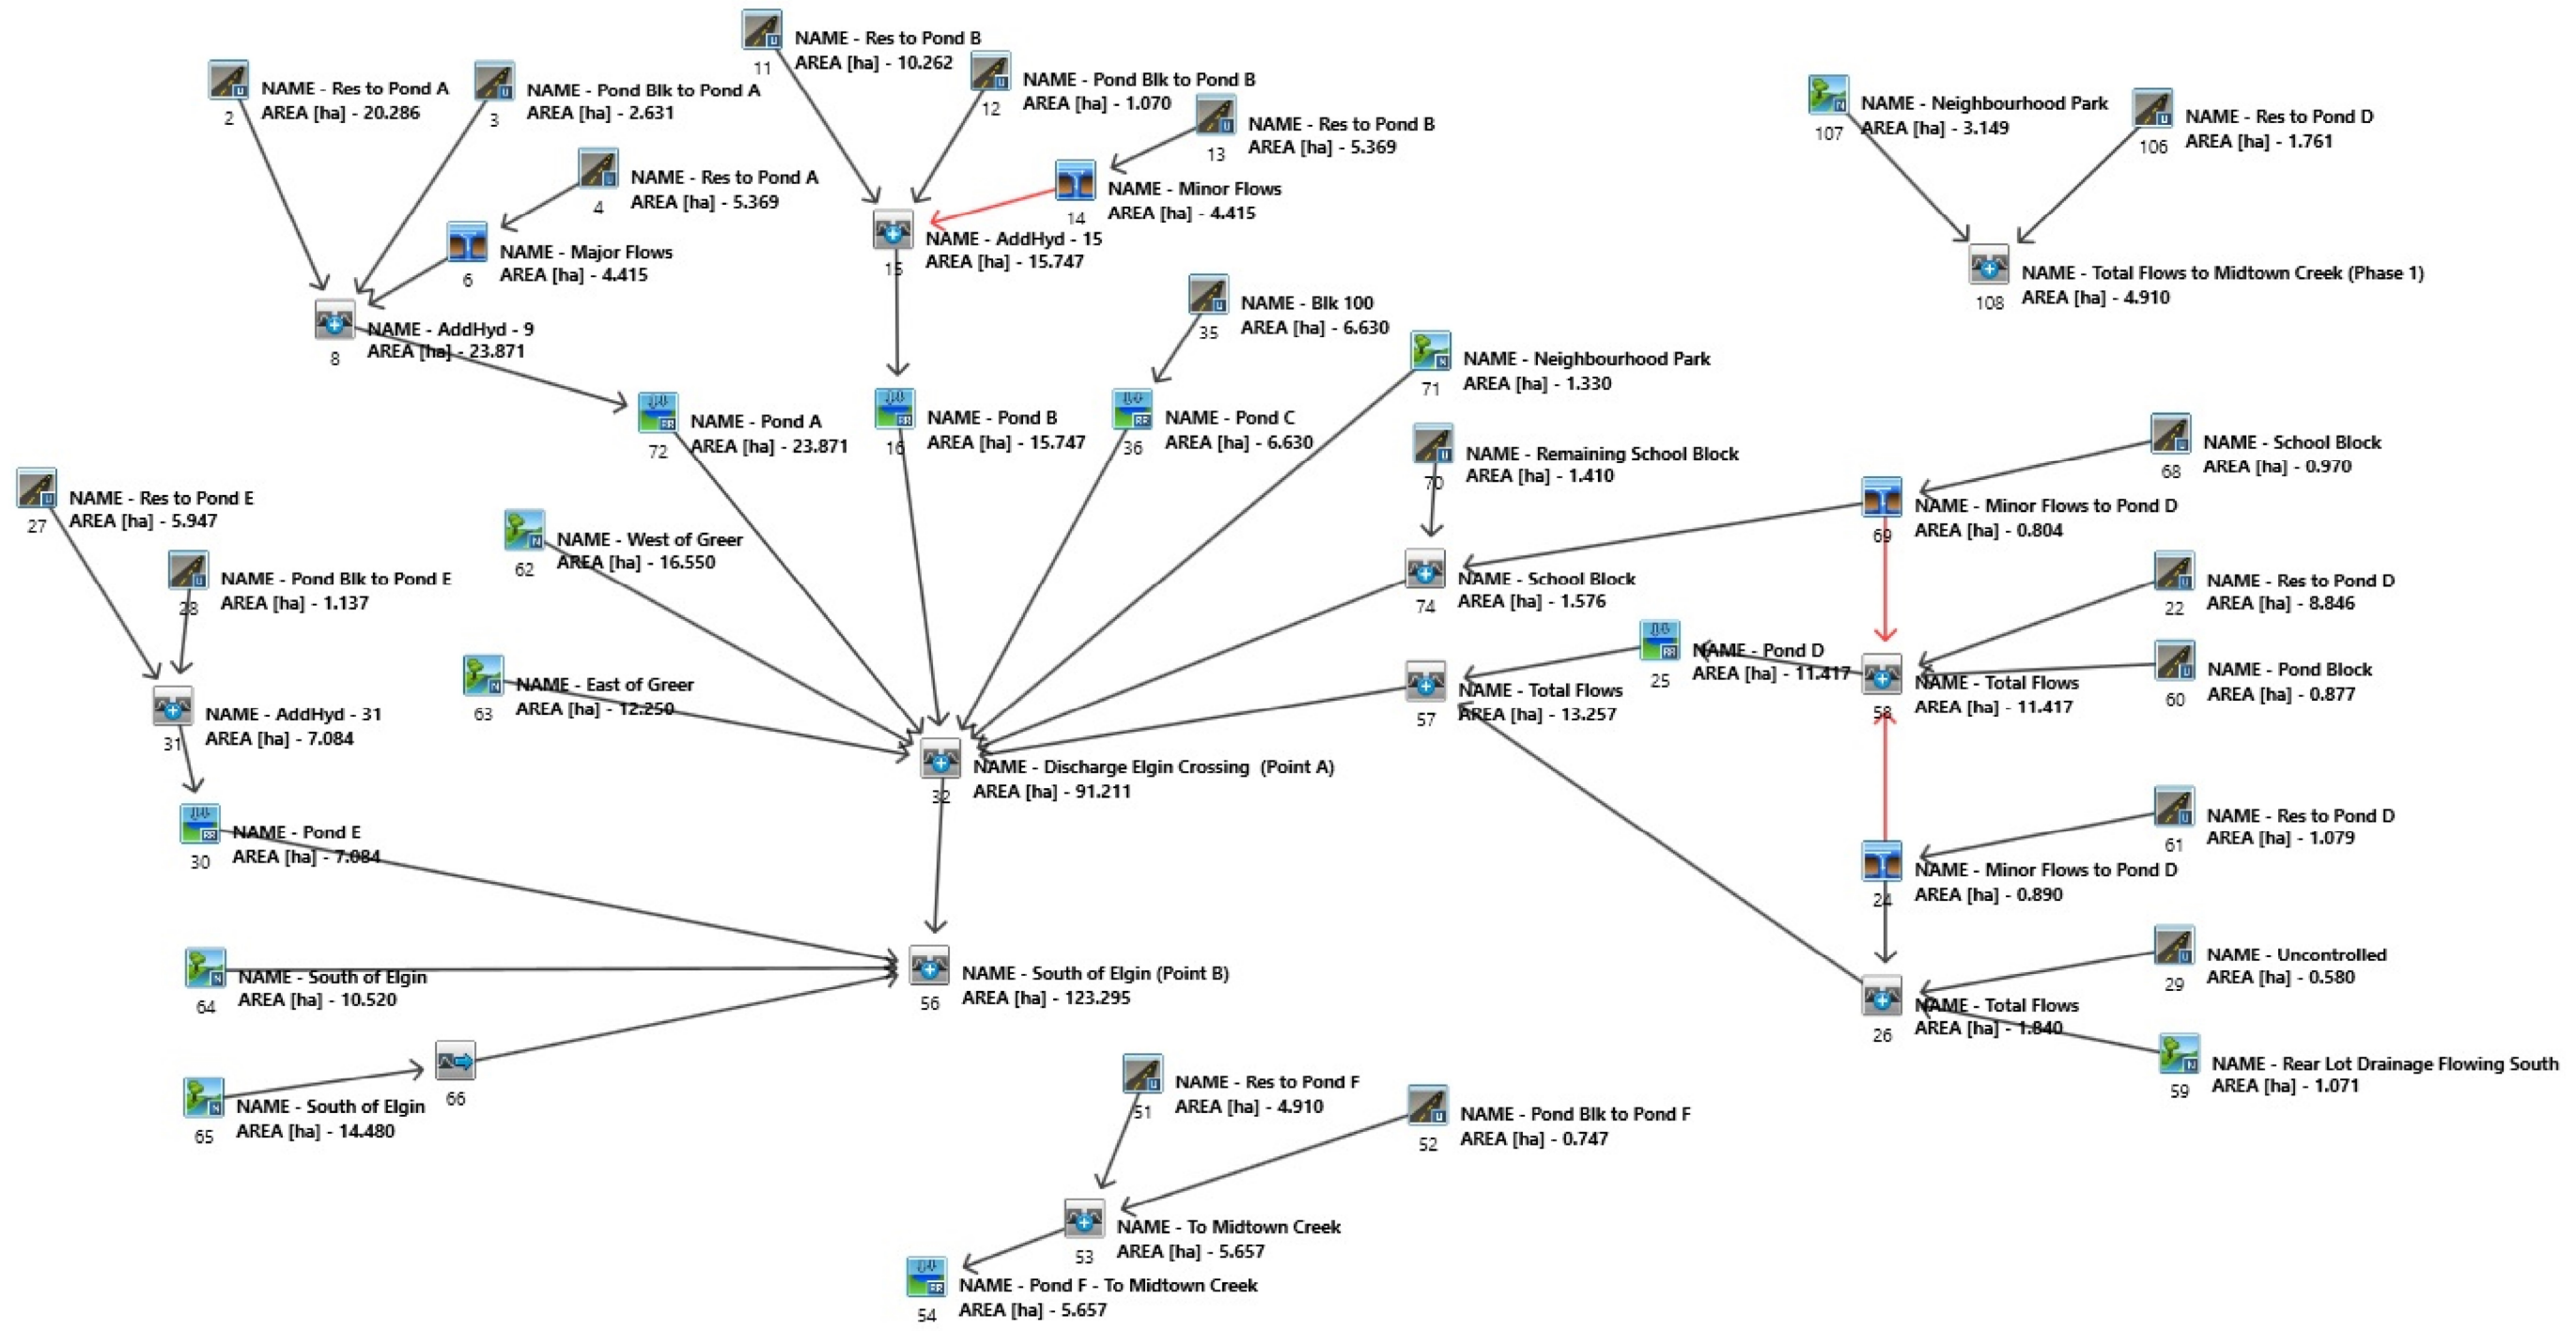 NAME - Res to Pond A
AREA [ha] - 20.286
2
NAME - Pond Blk to Pond A
AREA [ha] - 2.631
3
NAME - Res to Pond A
AREA [ha] - 5.369
4
NAME - Major Flows
AREA [ha] - 4.415
6
NAME - AddHyd - 9
AREA [ha] - 23.871
8
NAME - Res to Pond B
AREA [ha] - 10.262
11
NAME - Pond Blk to Pond B
AREA [ha] - 1.070
12
NAME - Res to Pond B
AREA [ha] - 5.369
13
NAME - Minor Flows
AREA [ha] - 4.415
14
NAME - AddHyd - 15
AREA [ha] - 15.747
15
NAME - Neighbourhood Park
AREA [ha] - 3.149
107
NAME - Res to Pond D
AREA [ha] - 1.761
106
NAME - Total Flows to Midtown Creek (Phase 1)
AREA [ha] - 4.910
108
NAME - Blk 100
AREA [ha] - 6.630
35
NAME - Neighbourhood Park
AREA [ha] - 1.330
71
NAME - Pond A
AREA [ha] - 23.871
72
NAME - Pond B
AREA [ha] - 15.747
16
NAME - Pond C
AREA [ha] - 6.630
36
NAME - Remaining School Block
AREA [ha] - 1.410
70
NAME - School Block
AREA [ha] - 0.970
68
NAME - Minor Flows to Pond D
AREA [ha] - 0.804
69
NAME - Res to Pond E
AREA [ha] - 5.947
27
NAME - Pond Blk to Pond E
AREA [ha] - 1.137
28
NAME - West of Greer
AREA [ha] - 16.550
62
NAME - School Block
AREA [ha] - 1.576
74
NAME - Res to Pond D
AREA [ha] - 8.846
22
NAME - East of Greer
AREA [ha] - 12.250
63
NAME - Pond D
AREA [ha] - 11.417
25
NAME - Total Flows
AREA [ha] - 13.257
57
NAME - Total Flows
AREA [ha] - 11.417
58
NAME - Pond Block
AREA [ha] - 0.877
60
NAME - AddHyd - 31
AREA [ha] - 7.084
31
NAME - Discharge Elgin Crossing (Point A)
AREA [ha] - 91.211
32
NAME - Pond E
AREA [ha] - 7.084
30
NAME - Res to Pond D
AREA [ha] - 1.079
61
NAME - Minor Flows to Pond D
AREA [ha] - 0.890
24
NAME - South of Elgin
AREA [ha] - 10.520
64
NAME - South of Elgin (Point B)
AREA [ha] - 123.295
56
NAME - Uncontrolled
AREA [ha] - 0.580
29
NAME - Total Flows
AREA [ha] - 1.840
26
NAME - Rear Lot Drainage Flowing South
AREA [ha] - 1.071
59
66
NAME - South of Elgin
AREA [ha] - 14.480
65
NAME - Res to Pond F
AREA [ha] - 4.910
51
NAME - Pond Blk to Pond F
AREA [ha] - 0.747
52
NAME - To Midtown Creek
AREA [ha] - 5.657
53
NAME - Pond F - To Midtown Creek
AREA [ha] - 5.657
54